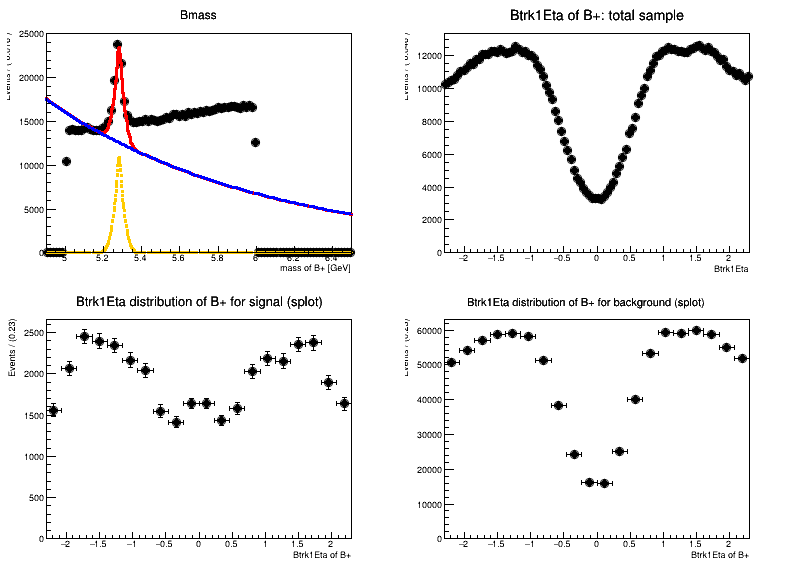 Bmass
Events / ( 0.078 )
25000
20000
15000
10000
5000
0
5 5.2 5.4 5.6 5.8 6 6.2 6.4
mass of B+ [GeV]
Btrk1Eta of B+: total sample
12000
10000
8000
6000
4000
2000
0
−2 −1.5 −1 −0.5 0 0.5 1 1.5 2
Btrk1Eta
Btrk1Eta distribution of B+ for signal (splot)
Events / (0.23)
2500
2000
1500
1000
500
0
−2 −1.5 −1 −0.5 0 0.5 1 1.5 2
Btrk1Eta of B+
Btrk1Eta distribution of B+ for background (splot)
Events / (0.23)
60000
50000
40000
30000
20000
10000
0
−2 −1.5 −1 −0.5 0 0.5 1 1.5 2
Btrk1Eta of B+